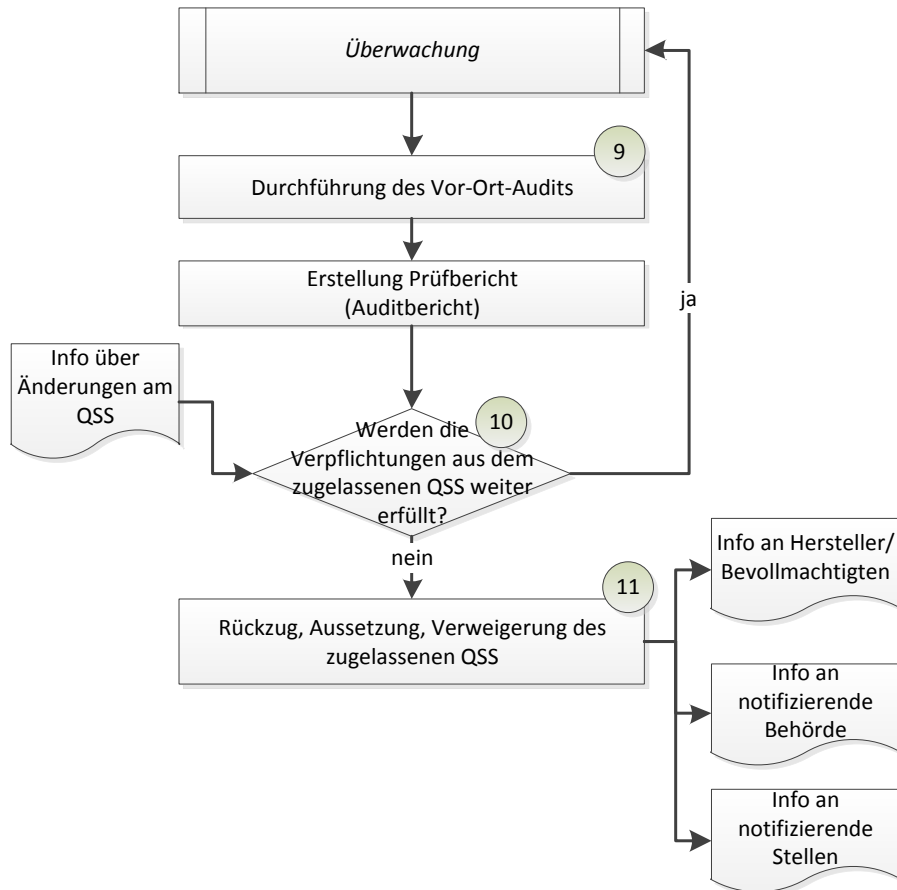 Überwachung
9
Durchführung des Vor-Ort-Audits
Erstellung Prüfbericht
(Auditbericht)
ja
Info über
Änderungen am
QSS
10
Werden die
Verpflichtungen aus dem
zugelassenen QSS weiter
erfüllt?
nein
11
Rückzug, Aussetzung, Verweigerung des
zugelassenen QSS
Info an Hersteller/
Bevollmachtigten
Info an
notifizierende
Behörde
Info an
notifizierende
Stellen